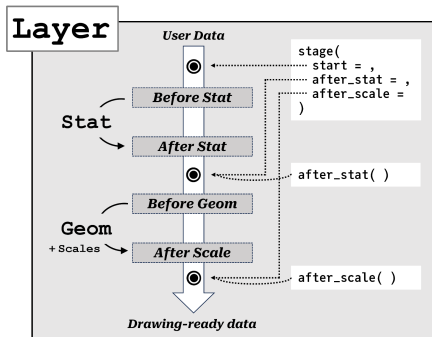 Layer
User Data
stage(
start = ,
after_stat = ,
after_scale =
)
Before Stat
Stat
After Stat
after_stat( )
Before Geom
Geom
+ Scales
After Scale
after_scale( )
Drawing-ready data